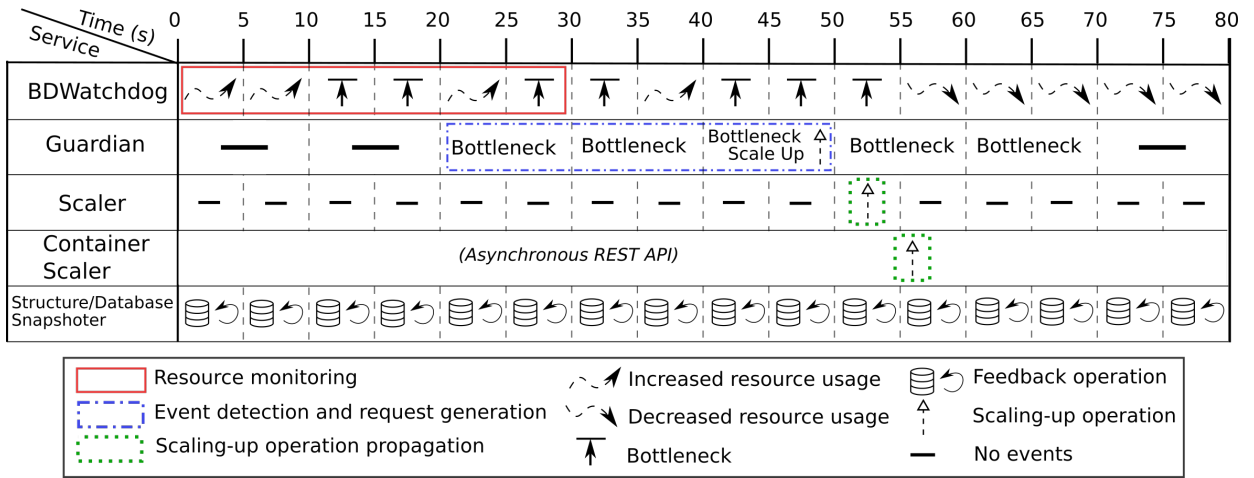 Time (s)
Service
0 5 10 15 20 25 30 35 40 45 50 55 60 65 70 75 80
BDWatchdog
Guardian
Bottleneck
Bottleneck
Bottleneck
Scale Up
Bottleneck
Bottleneck
Scaler
Container
Scaler
(Asynchronous REST API)
Structure/Database
Snapshoter
Resource monitoring
Event detection and request generation
Scaling-up operation propagation
Increased resource usage
Decreased resource usage
Bottleneck
Feedback operation
Scaling-up operation
No events